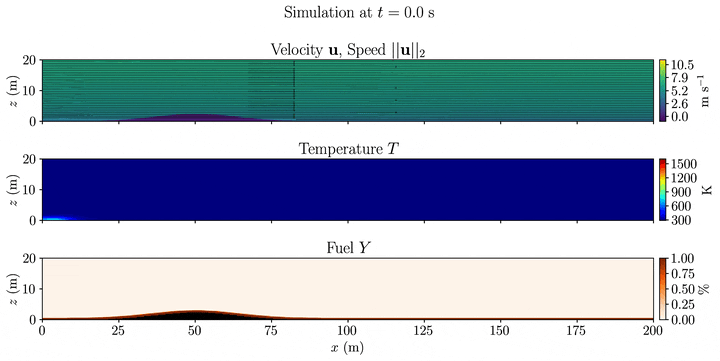 Simulation at t = 0.0 s
Velocity u, Speed ||u||₂
z (m)
20
10
0
10.5
7.9
5.2
2.6
0.0
m s⁻¹
Temperature T
z (m)
20
10
0
1500
1200
900
600
300
K
Fuel Y
z (m)
20
10
0
1.00
0.75
0.50
0.25
0.00
%
0 25 50 75 100 125 150 175 200
x (m)